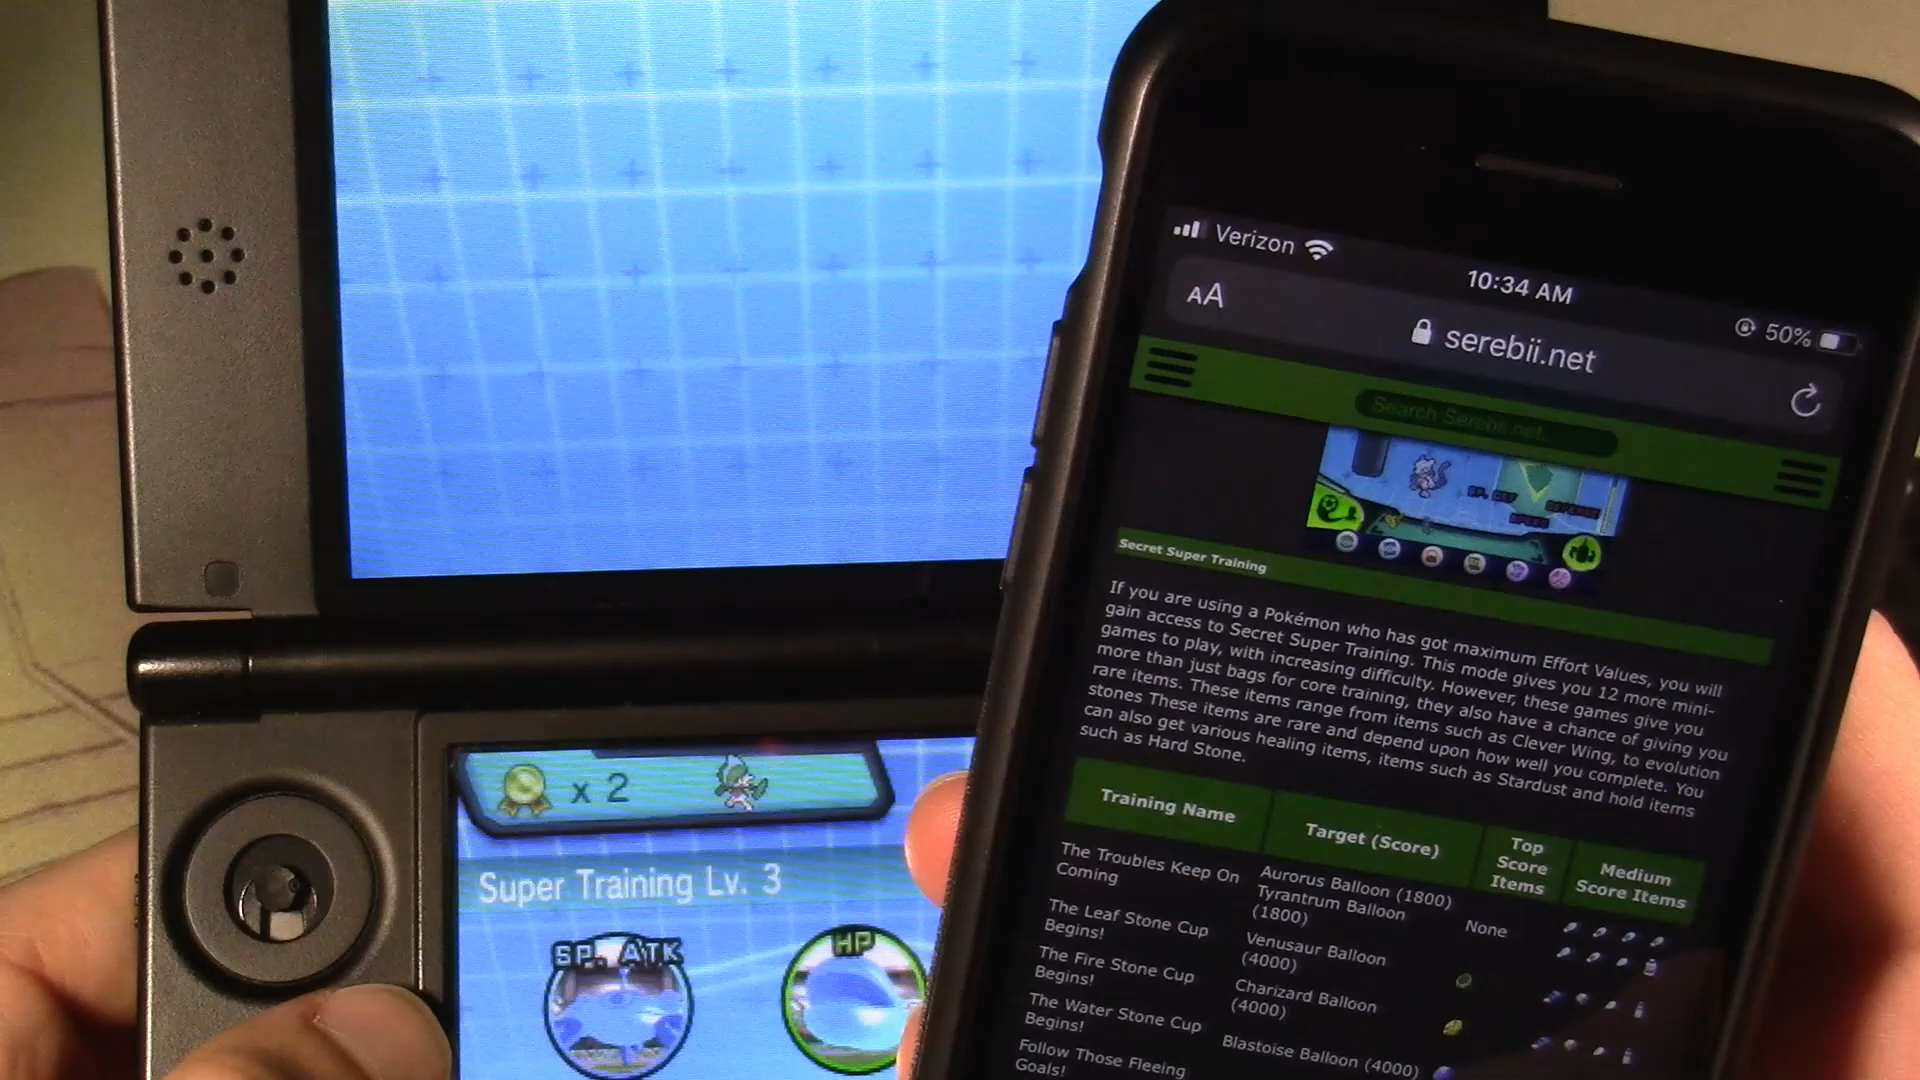 Verizon
10:34 AM
50%
AA
serebii.net
Search Serebii.net...
SP. DEF
DEFENSE
SPEED
Secret Super Training
If you are using a Pokémon who has got maximum Effort Values, you will
gain access to Secret Super Training. This mode gives you 12 more mini-
games to play, with increasing difficulty. However, these games give you
more than just bags for core training, they also have a chance of giving you
rare items. These items range from items such as Clever Wing, to evolution
stones These items are rare and depend upon how well you complete. You
can also get various healing items, items such as Stardust and hold items
such as Hard Stone.
Training Name
Target (Score)
Top
Score
Items
Medium
Score Items
The Troubles Keep On
Coming
Aurorus Balloon (1800)
Tyrantrum Balloon
(1800)
None
The Leaf Stone Cup
Begins!
Venusaur Balloon
(4000)
The Fire Stone Cup
Begins!
Charizard Balloon
(4000)
The Water Stone Cup
Begins!
Blastoise Balloon (4000)
Follow Those Fleeing
Goals!
x 2
Super Training Lv. 3
SP. ATK
HP